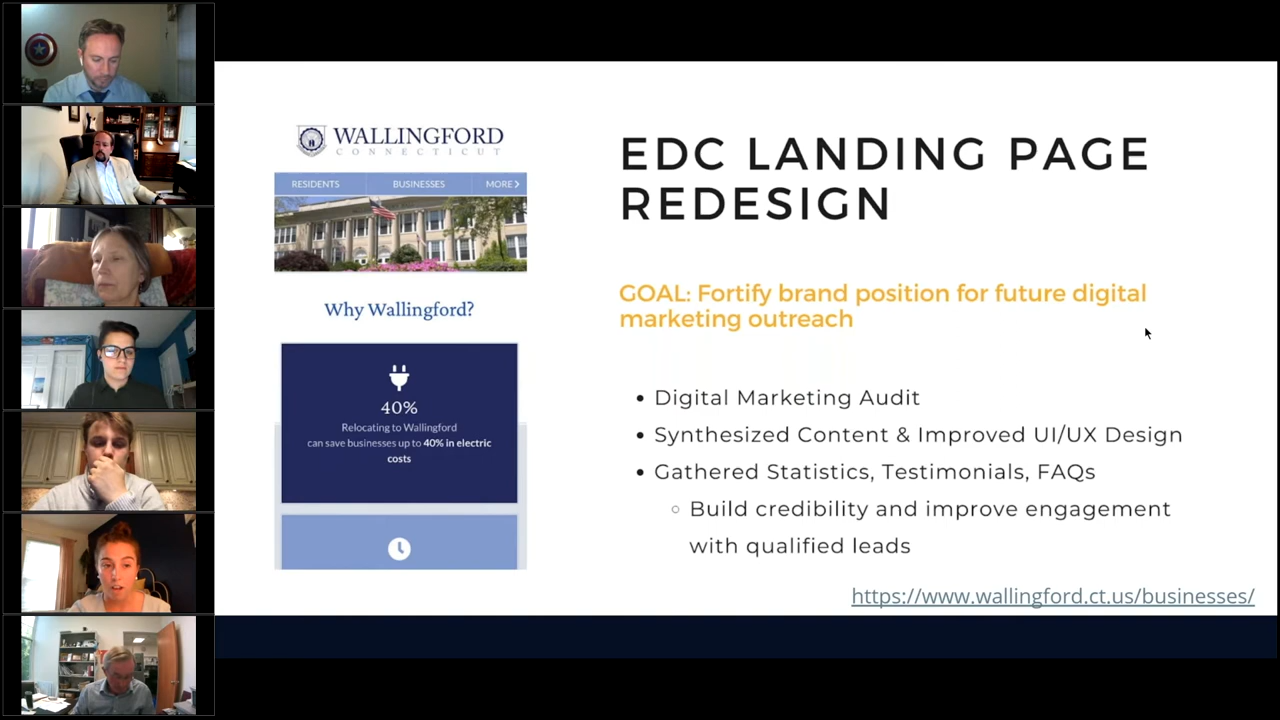 WALLINGFORD
CONNECTICUT
RESIDENTS BUSINESSES MORE
Why Wallingford?
40%
Relocating to Wallingford
can save businesses up to 40% in electric
costs
EDC LANDING PAGE
REDESIGN
GOAL: Fortify brand position for future digital
marketing outreach
• Digital Marketing Audit
• Synthesized Content & Improved UI/UX Design
• Gathered Statistics, Testimonials, FAQs
○ Build credibility and improve engagement
with qualified leads
https://www.wallingford.ct.us/businesses/